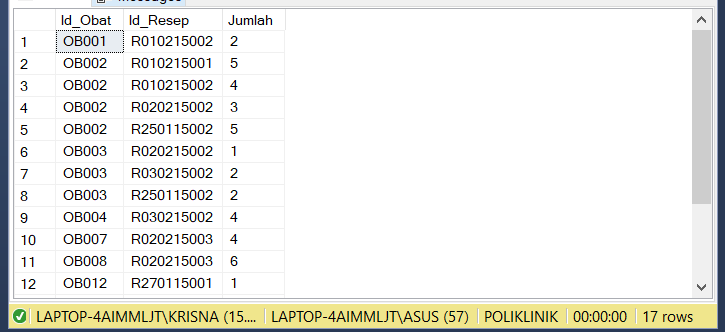 Messages
Id_Obat Id_Resep Jumlah
1 OB001 R010215002 2
2 OB002 R010215001 5
3 OB002 R010215002 4
4 OB002 R020215002 3
5 OB002 R250115002 5
6 OB003 R020215002 1
7 OB003 R030215002 2
8 OB003 R250115002 2
9 OB004 R030215002 4
10 OB007 R020215003 4
11 OB008 R020215003 6
12 OB012 R270115001 1
LAPTOP-4AIMMLJT\KRISNA (15.... LAPTOP-4AIMMLJT\ASUS (57) POLIKLINIK 00:00:00 17 rows